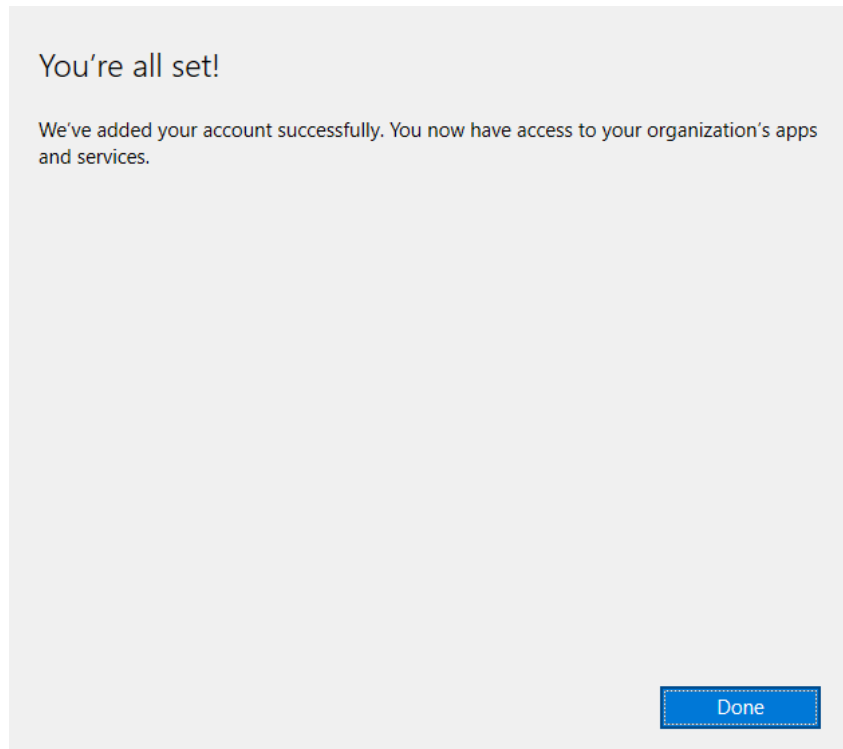 You’re all set!
We’ve added your account successfully. You now have access to your organization’s apps
and services.
Done